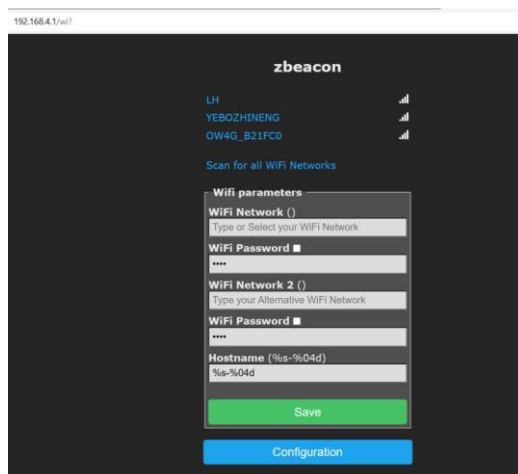 192.168.4.1/wi?
zbeacon
LH
YEBOZHINENG
OW4G_B21FC0
Scan for all WiFi Networks
Wifi parameters
WiFi Network ()
Type or Select your WiFi Network
WiFi Password
••••
WiFi Network 2 ()
Type your Alternative WiFi Network
WiFi Password
••••
Hostname (%s-%04d)
%s-%04d
Save
Configuration